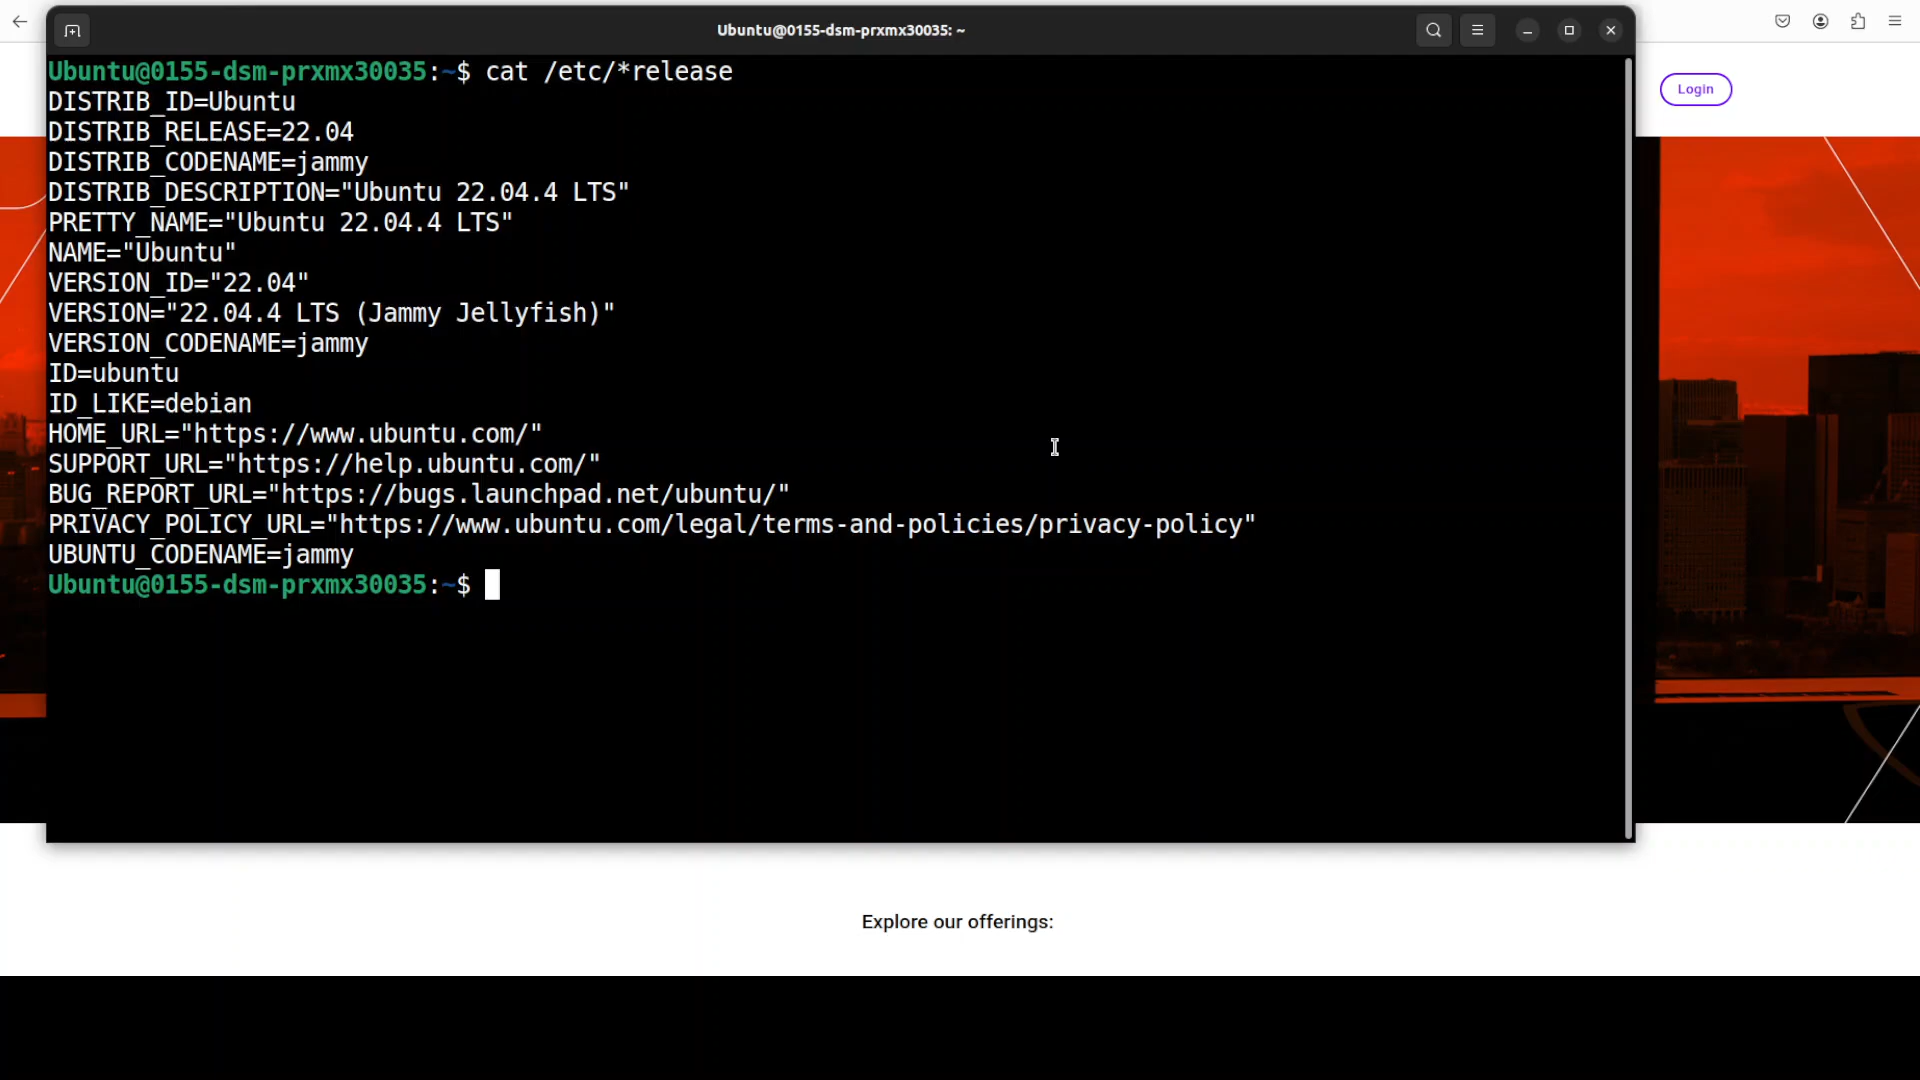 Ubuntu@0155-dsm-prxmx30035: ~
Login
Ubuntu@0155-dsm-prxmx30035:~$ cat /etc/*release
DISTRIB_ID=Ubuntu
DISTRIB_RELEASE=22.04
DISTRIB_CODENAME=jammy
DISTRIB_DESCRIPTION="Ubuntu 22.04.4 LTS"
PRETTY_NAME="Ubuntu 22.04.4 LTS"
NAME="Ubuntu"
VERSION_ID="22.04"
VERSION="22.04.4 LTS (Jammy Jellyfish)"
VERSION_CODENAME=jammy
ID=ubuntu
ID_LIKE=debian
HOME_URL="https://www.ubuntu.com/"
SUPPORT_URL="https://help.ubuntu.com/"
BUG_REPORT_URL="https://bugs.launchpad.net/ubuntu/"
PRIVACY_POLICY_URL="https://www.ubuntu.com/legal/terms-and-policies/privacy-policy"
UBUNTU_CODENAME=jammy
Ubuntu@0155-dsm-prxmx30035:~$
Explore our offerings: